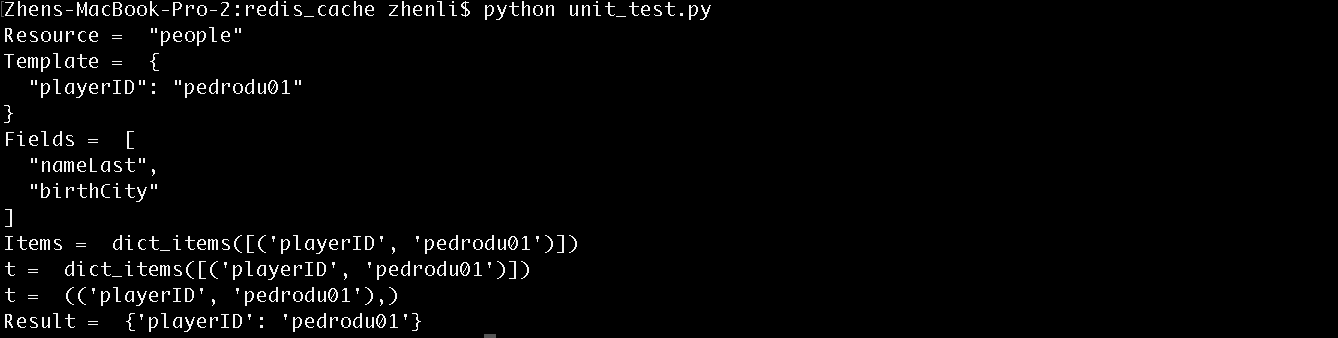 Zhens-MacBook-Pro-2:redis_cache zhenli$ python unit_test.py
Resource =  "people"
Template =  {
  "playerID": "pedrodu01"
}
Fields =  [
  "nameLast",
  "birthCity"
]
Items =  dict_items([('playerID', 'pedrodu01')])
t =  dict_items([('playerID', 'pedrodu01')])
t =  (('playerID', 'pedrodu01'),)
Result =  {'playerID': 'pedrodu01'}